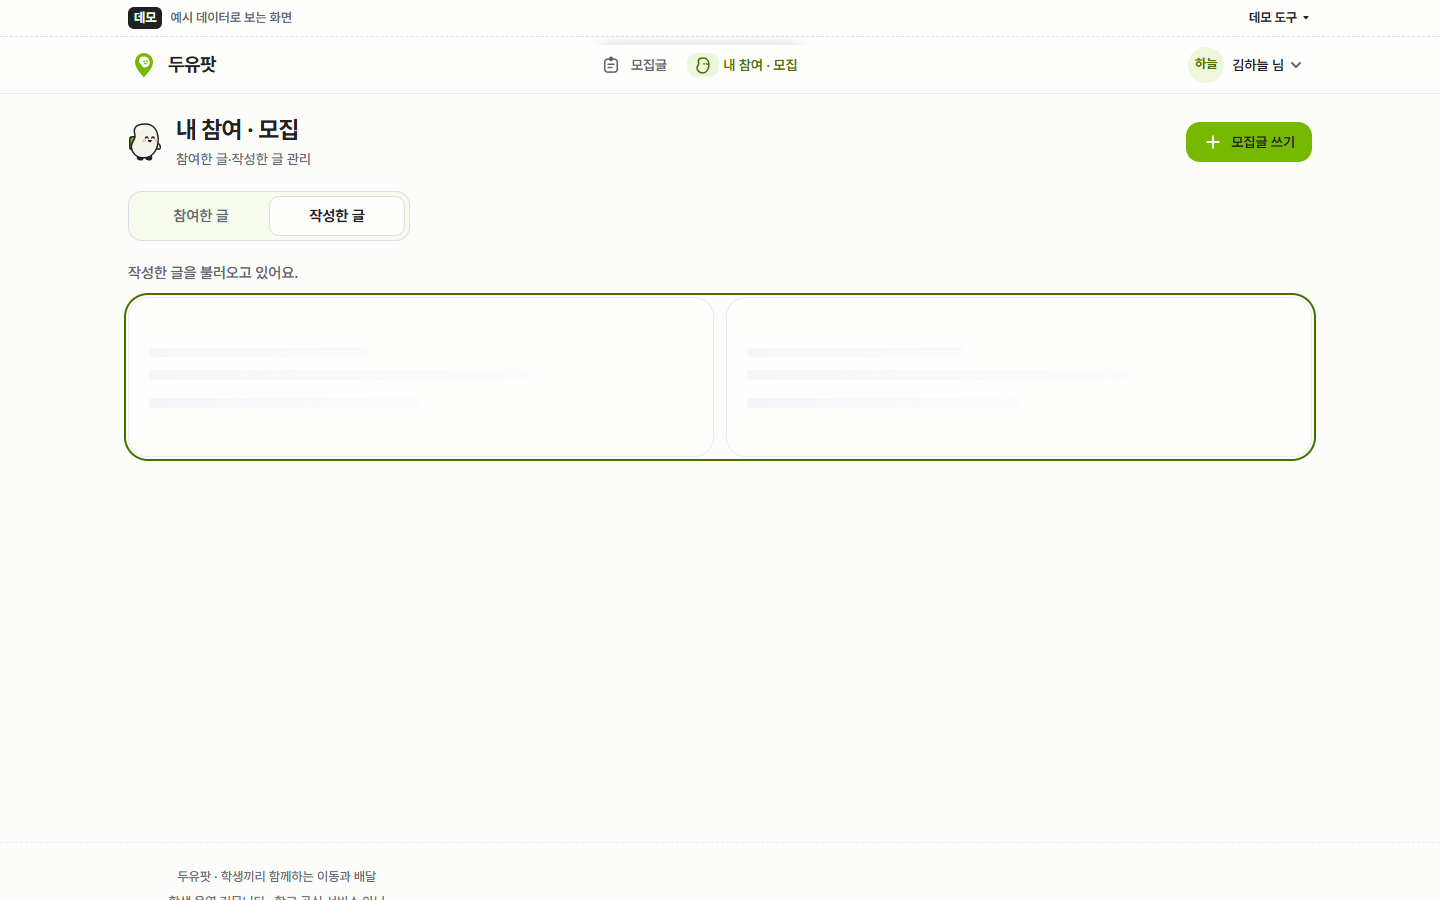 데모 예시 데이터로 보는 화면 데모 도구
두유팟 모집글 내 참여 · 모집 하늘 김하늘 님
내 참여 · 모집
참여한 글·작성한 글 관리
모집글 쓰기
참여한 글 작성한 글
작성한 글을 불러오고 있어요.
두유팟 · 학생끼리 함께하는 이동과 배달